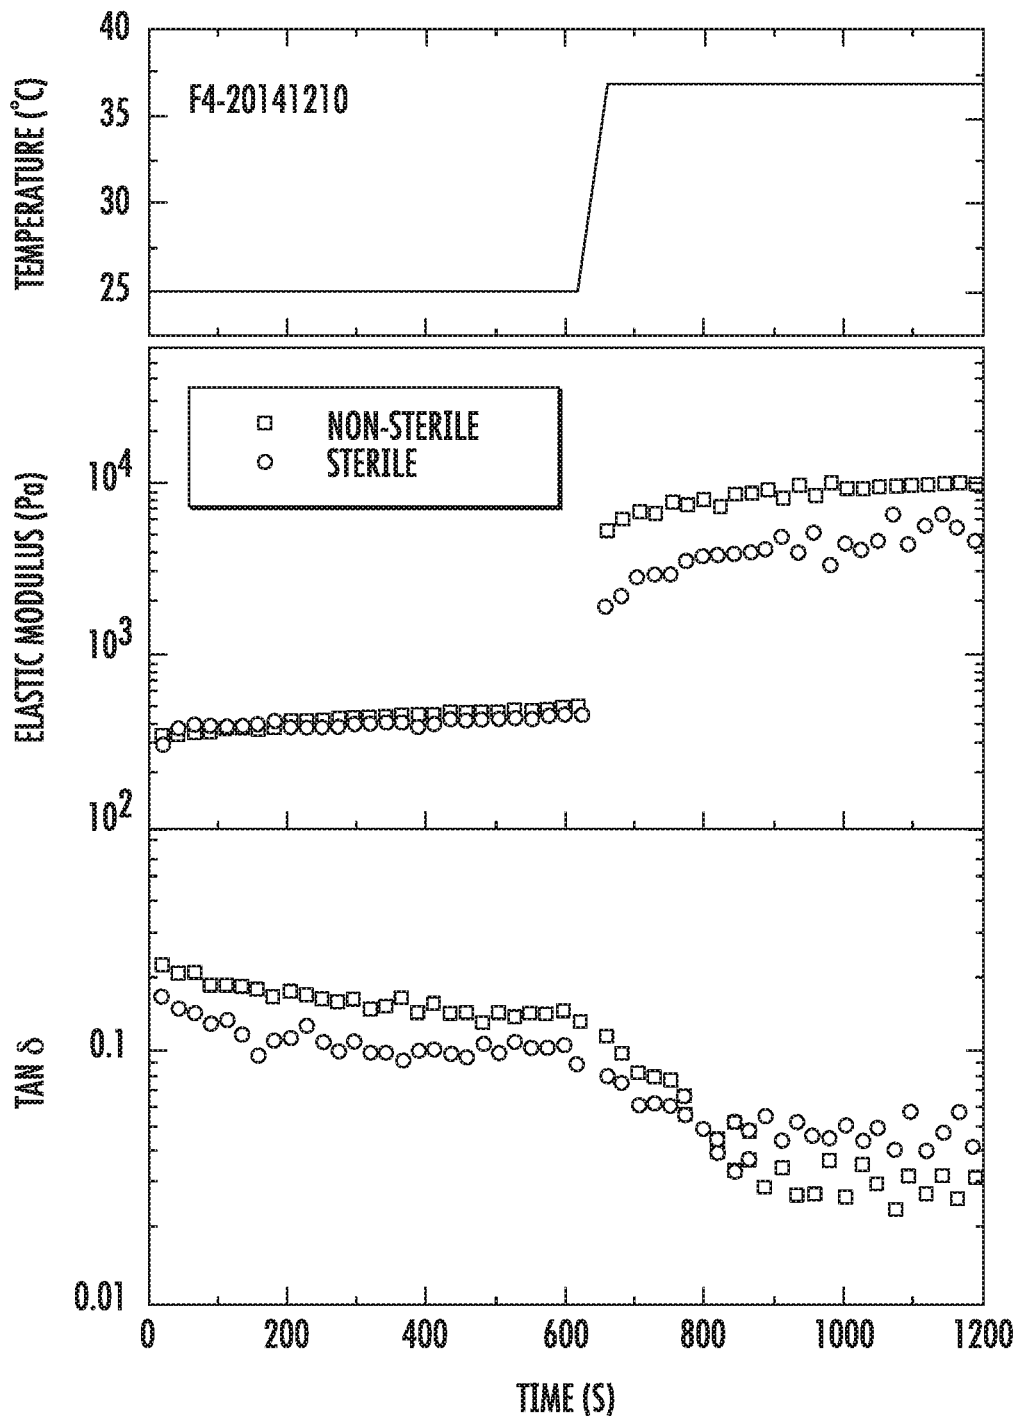 40
35
30
25
TEMPERATURE (°C)
F4-20141210
NON-STERILE
STERILE
10⁴
10³
10²
ELASTIC MODULUS (Pa)
0.1
0.01
TAN δ
0 200 400 600 800 1000 1200
TIME (S)